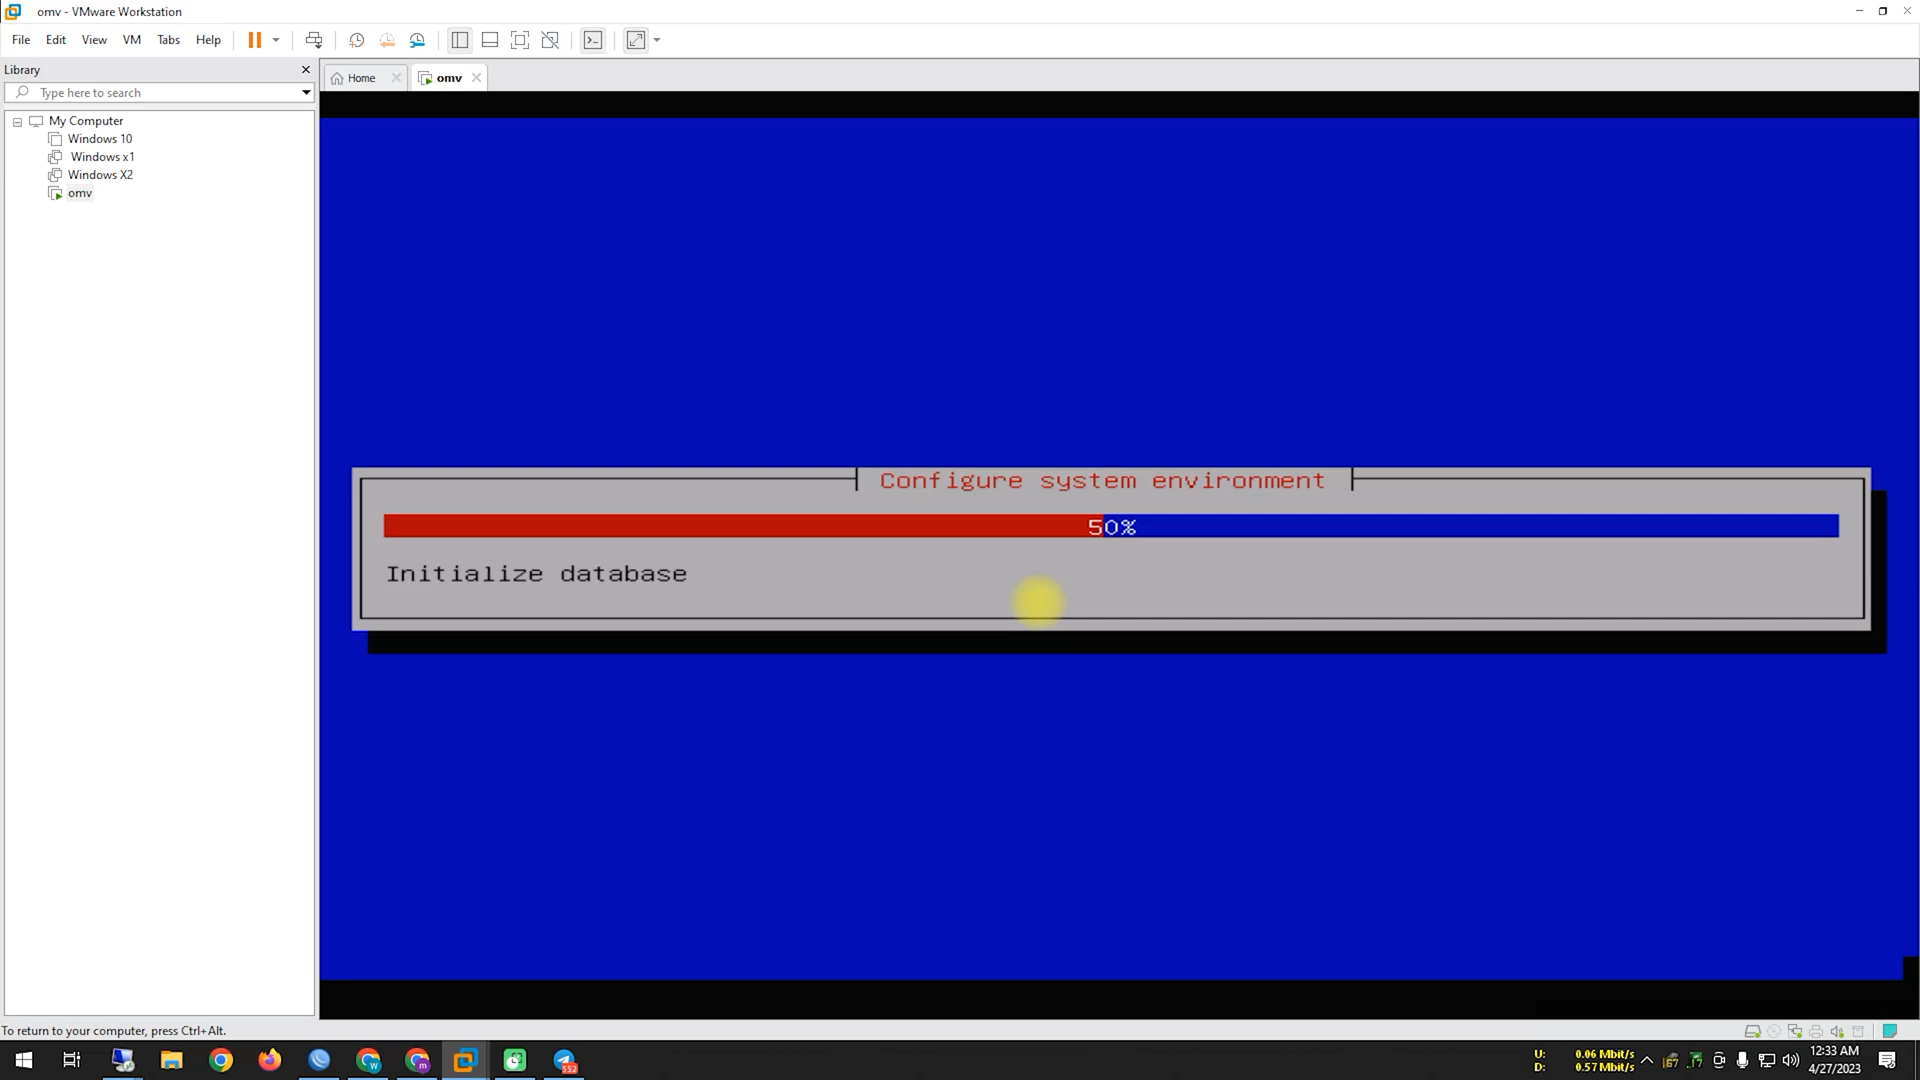 omv - VMware Workstation
File Edit View VM Tabs Help
Library
Home
omv
Type here to search
My Computer
Windows 10
Windows x1
Windows X2
omv
Configure system environment
50%
Initialize database
To return to your computer, press Ctrl+Alt.
U: 0.06 Mbit/s
D: 0.57 Mbit/s
12:33 AM
4/27/2023
552